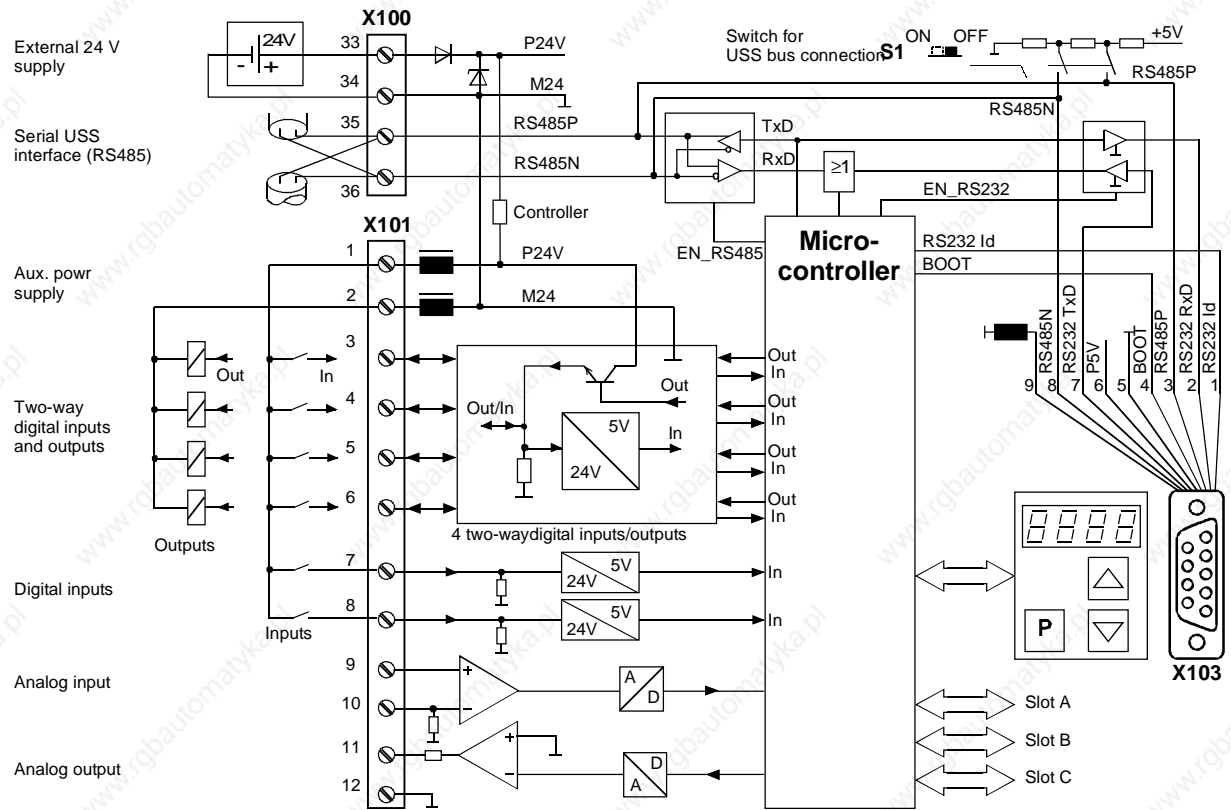 X100
External 24 V
supply
24V
- +
33
P24V
34
M24
Serial USS
interface (RS485)
35
RS485P
36
RS485N
Switch for
USS bus connection
S1
ON OFF
+5V
RS485P
RS485N
TxD
RxD
≥1
EN_RS232
EN_RS485
Controller
X101
Aux. powr
supply
1
P24V
2
M24
Micro-
controller
RS232 Id
BOOT
RS485N
RS232 TxD
P5V
BOOT
RS485P
RS232 RxD
RS232 Id
9 8 7 6 5 4 3 2 1
Two-way
digital inputs
and outputs
Out
In
3
4
5
6
Outputs
Out/In
Out
In
5V
24V
4 two-waydigital inputs/outputs
Out
In
Out
In
Out
In
Out
In
Digital inputs
7
5V
24V
In
8
5V
24V
In
Inputs
8888
P
X103
Analog input
9
10
+
-
A
D
Analog output
11
12
+
-
D
A
Slot A
Slot B
Slot C
www.rgbautomatyka.pl